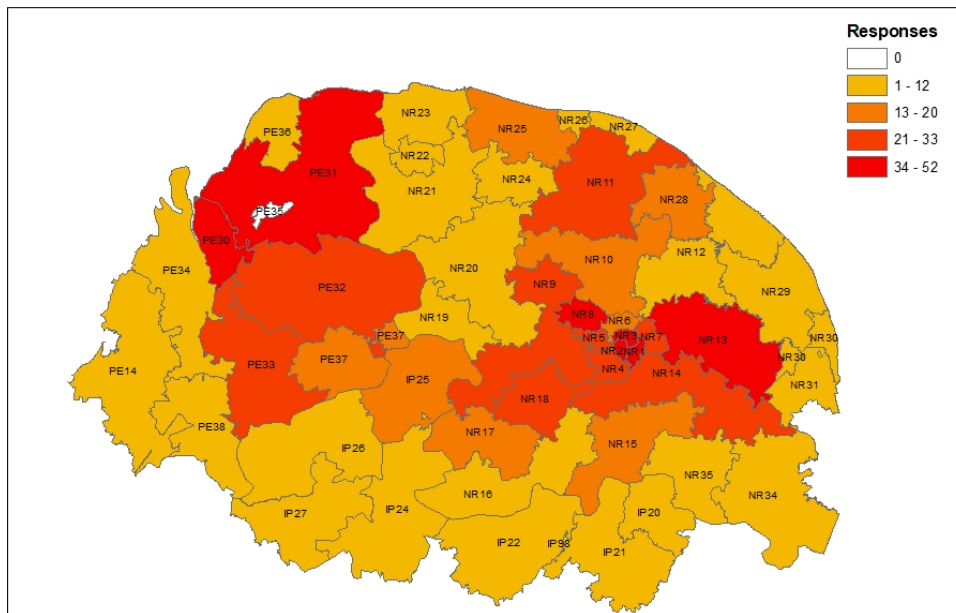 Responses
0
1 - 12
13 - 20
21 - 33
34 - 52
NR23
NR26
NR27
PE36
NR25
NR22
PE31
NR24
NR11
NR21
NR28
PE35
PE30
NR12
PE34
NR20
NR10
PE32
NR9
NR29
NR8
NR19
NR6
PE37
NR5
NR3
NR7
NR13
NR30
NR2
NR1
NR30
PE33
PE37
NR4
PE14
IP25
NR14
NR31
NR18
PE38
NR17
NR15
IP26
NR35
NR16
NR34
IP27
IP24
IP20
IP22
IP98
IP21